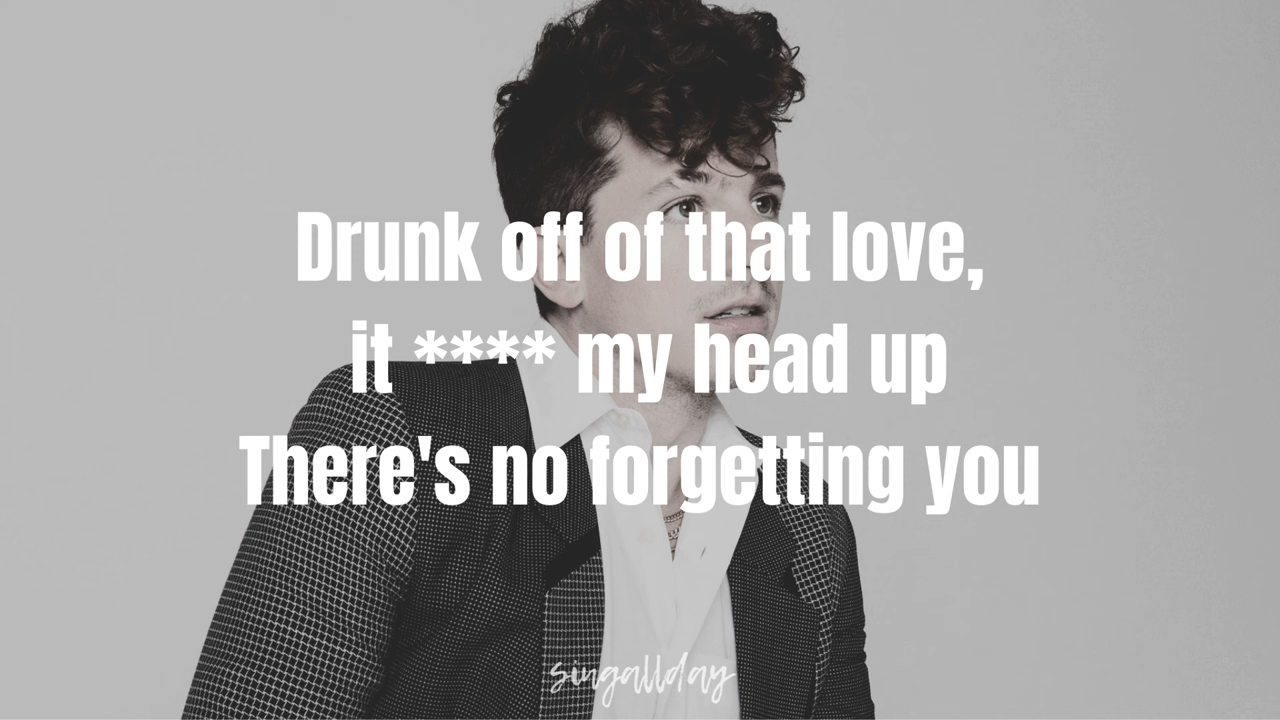 Drunk off of that love,
it **** my head up
There's no forgetting you
singallday